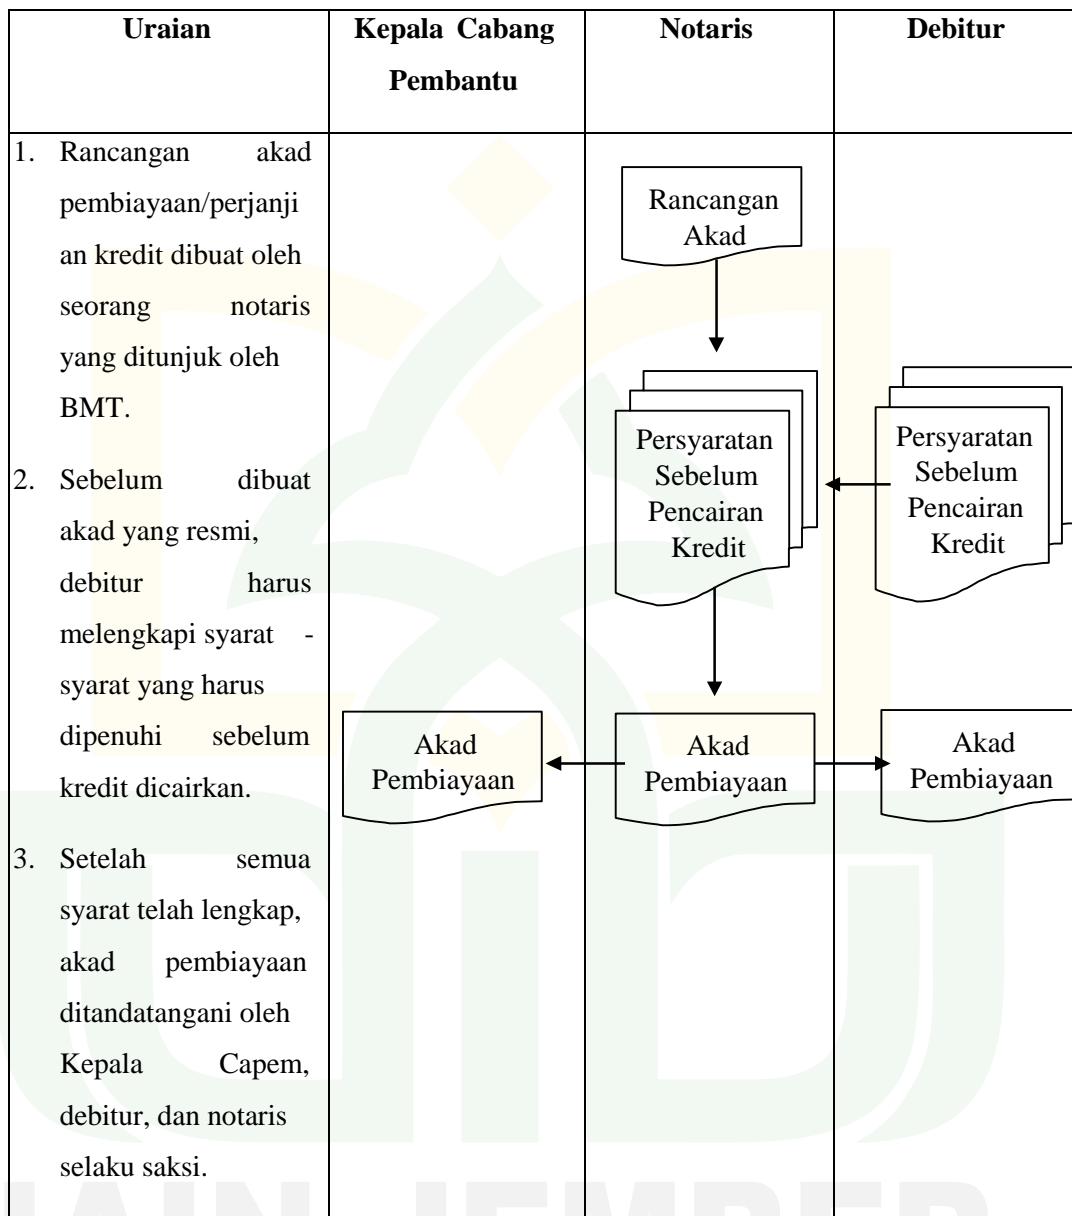 Uraian
Kepala Cabang
Pembantu
Notaris
Debitur
1. Rancangan akad
pembiayaan/perjanji
an kredit dibuat oleh
seorang notaris
yang ditunjuk oleh
BMT.
2. Sebelum dibuat
akad yang resmi,
debitur harus
melengkapi syarat -
syarat yang harus
dipenuhi sebelum
kredit dicairkan.
3. Setelah semua
syarat telah lengkap,
akad pembiayaan
ditandatangani oleh
Kepala Capem,
debitur, dan notaris
selaku saksi.
Rancangan
Akad
Persyaratan
Sebelum
Pencairan
Kredit
Persyaratan
Sebelum
Pencairan
Kredit
Akad
Pembiayaan
Akad
Pembiayaan
Akad
Pembiayaan
IAIN JEMBER